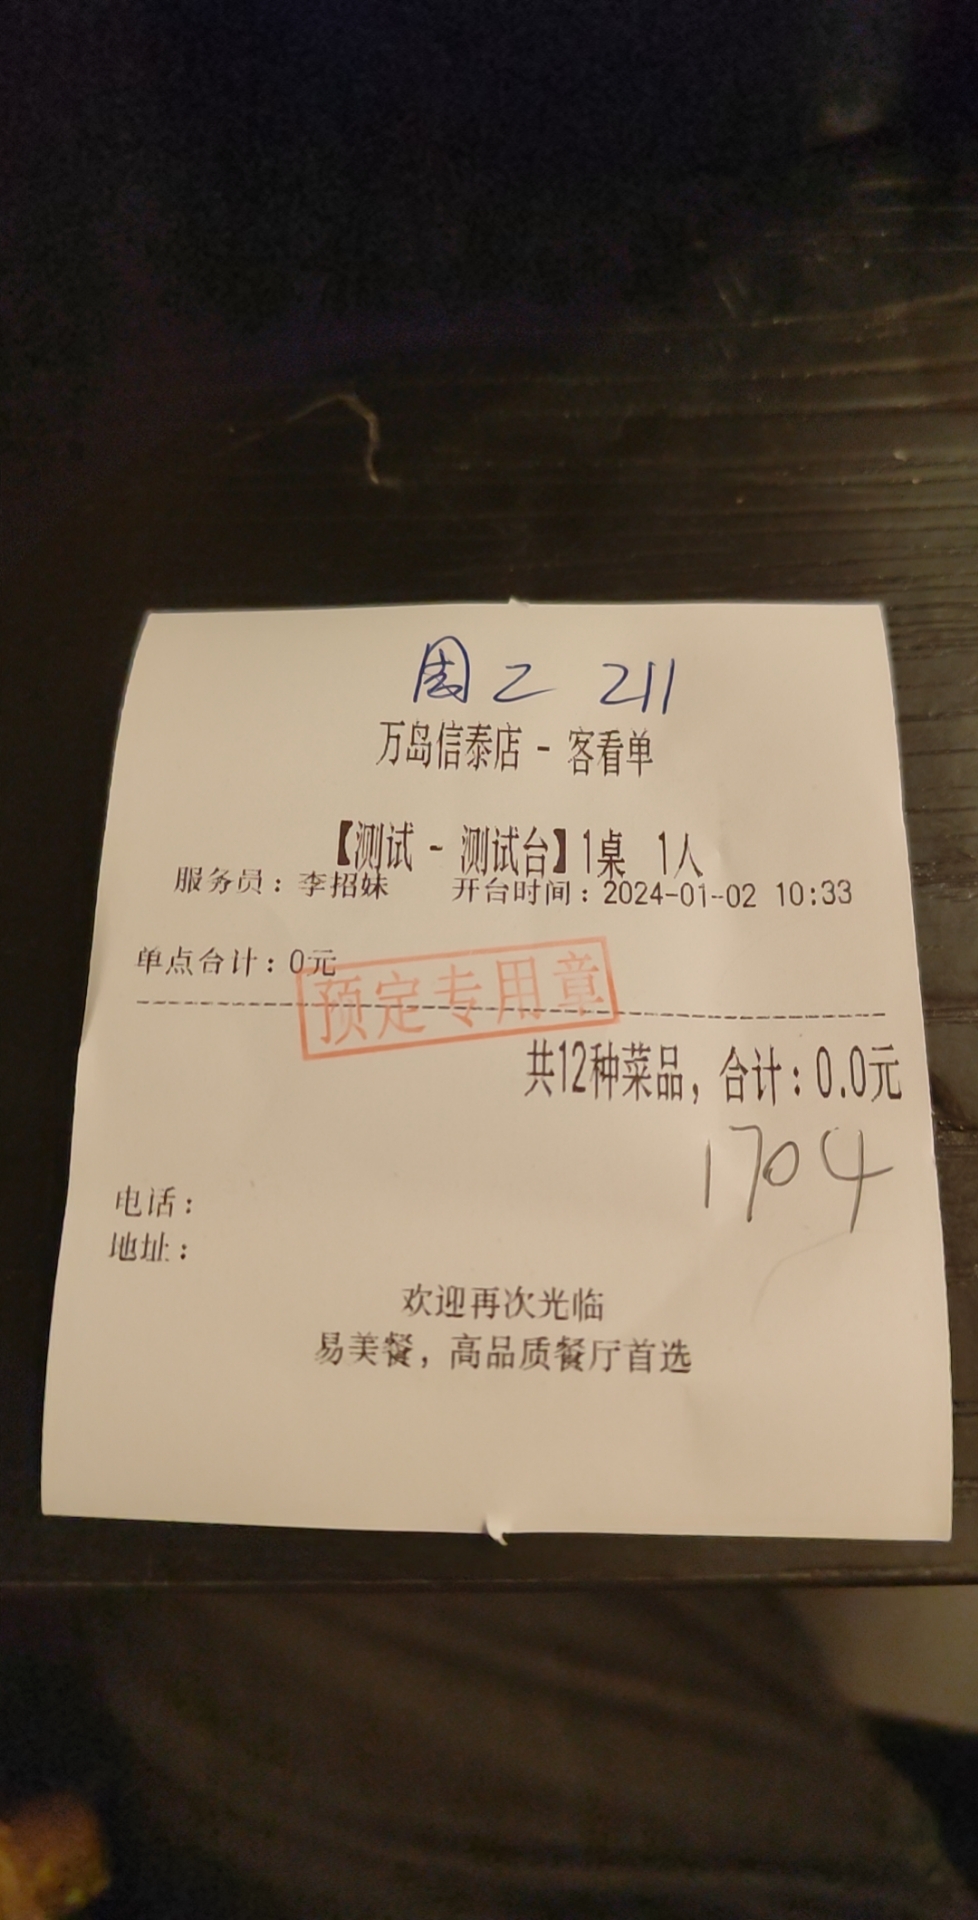 周二 211
万岛信泰店 - 客看单
【测试 - 测试台】1桌 1人
服务员：李招妹 开台时间：2024-01-02 10:33
单点合计：0元
预定专用章
共12种菜品，合计：0.0元
1704
电话：
地址：
欢迎再次光临
易美餐，高品质餐厅首选